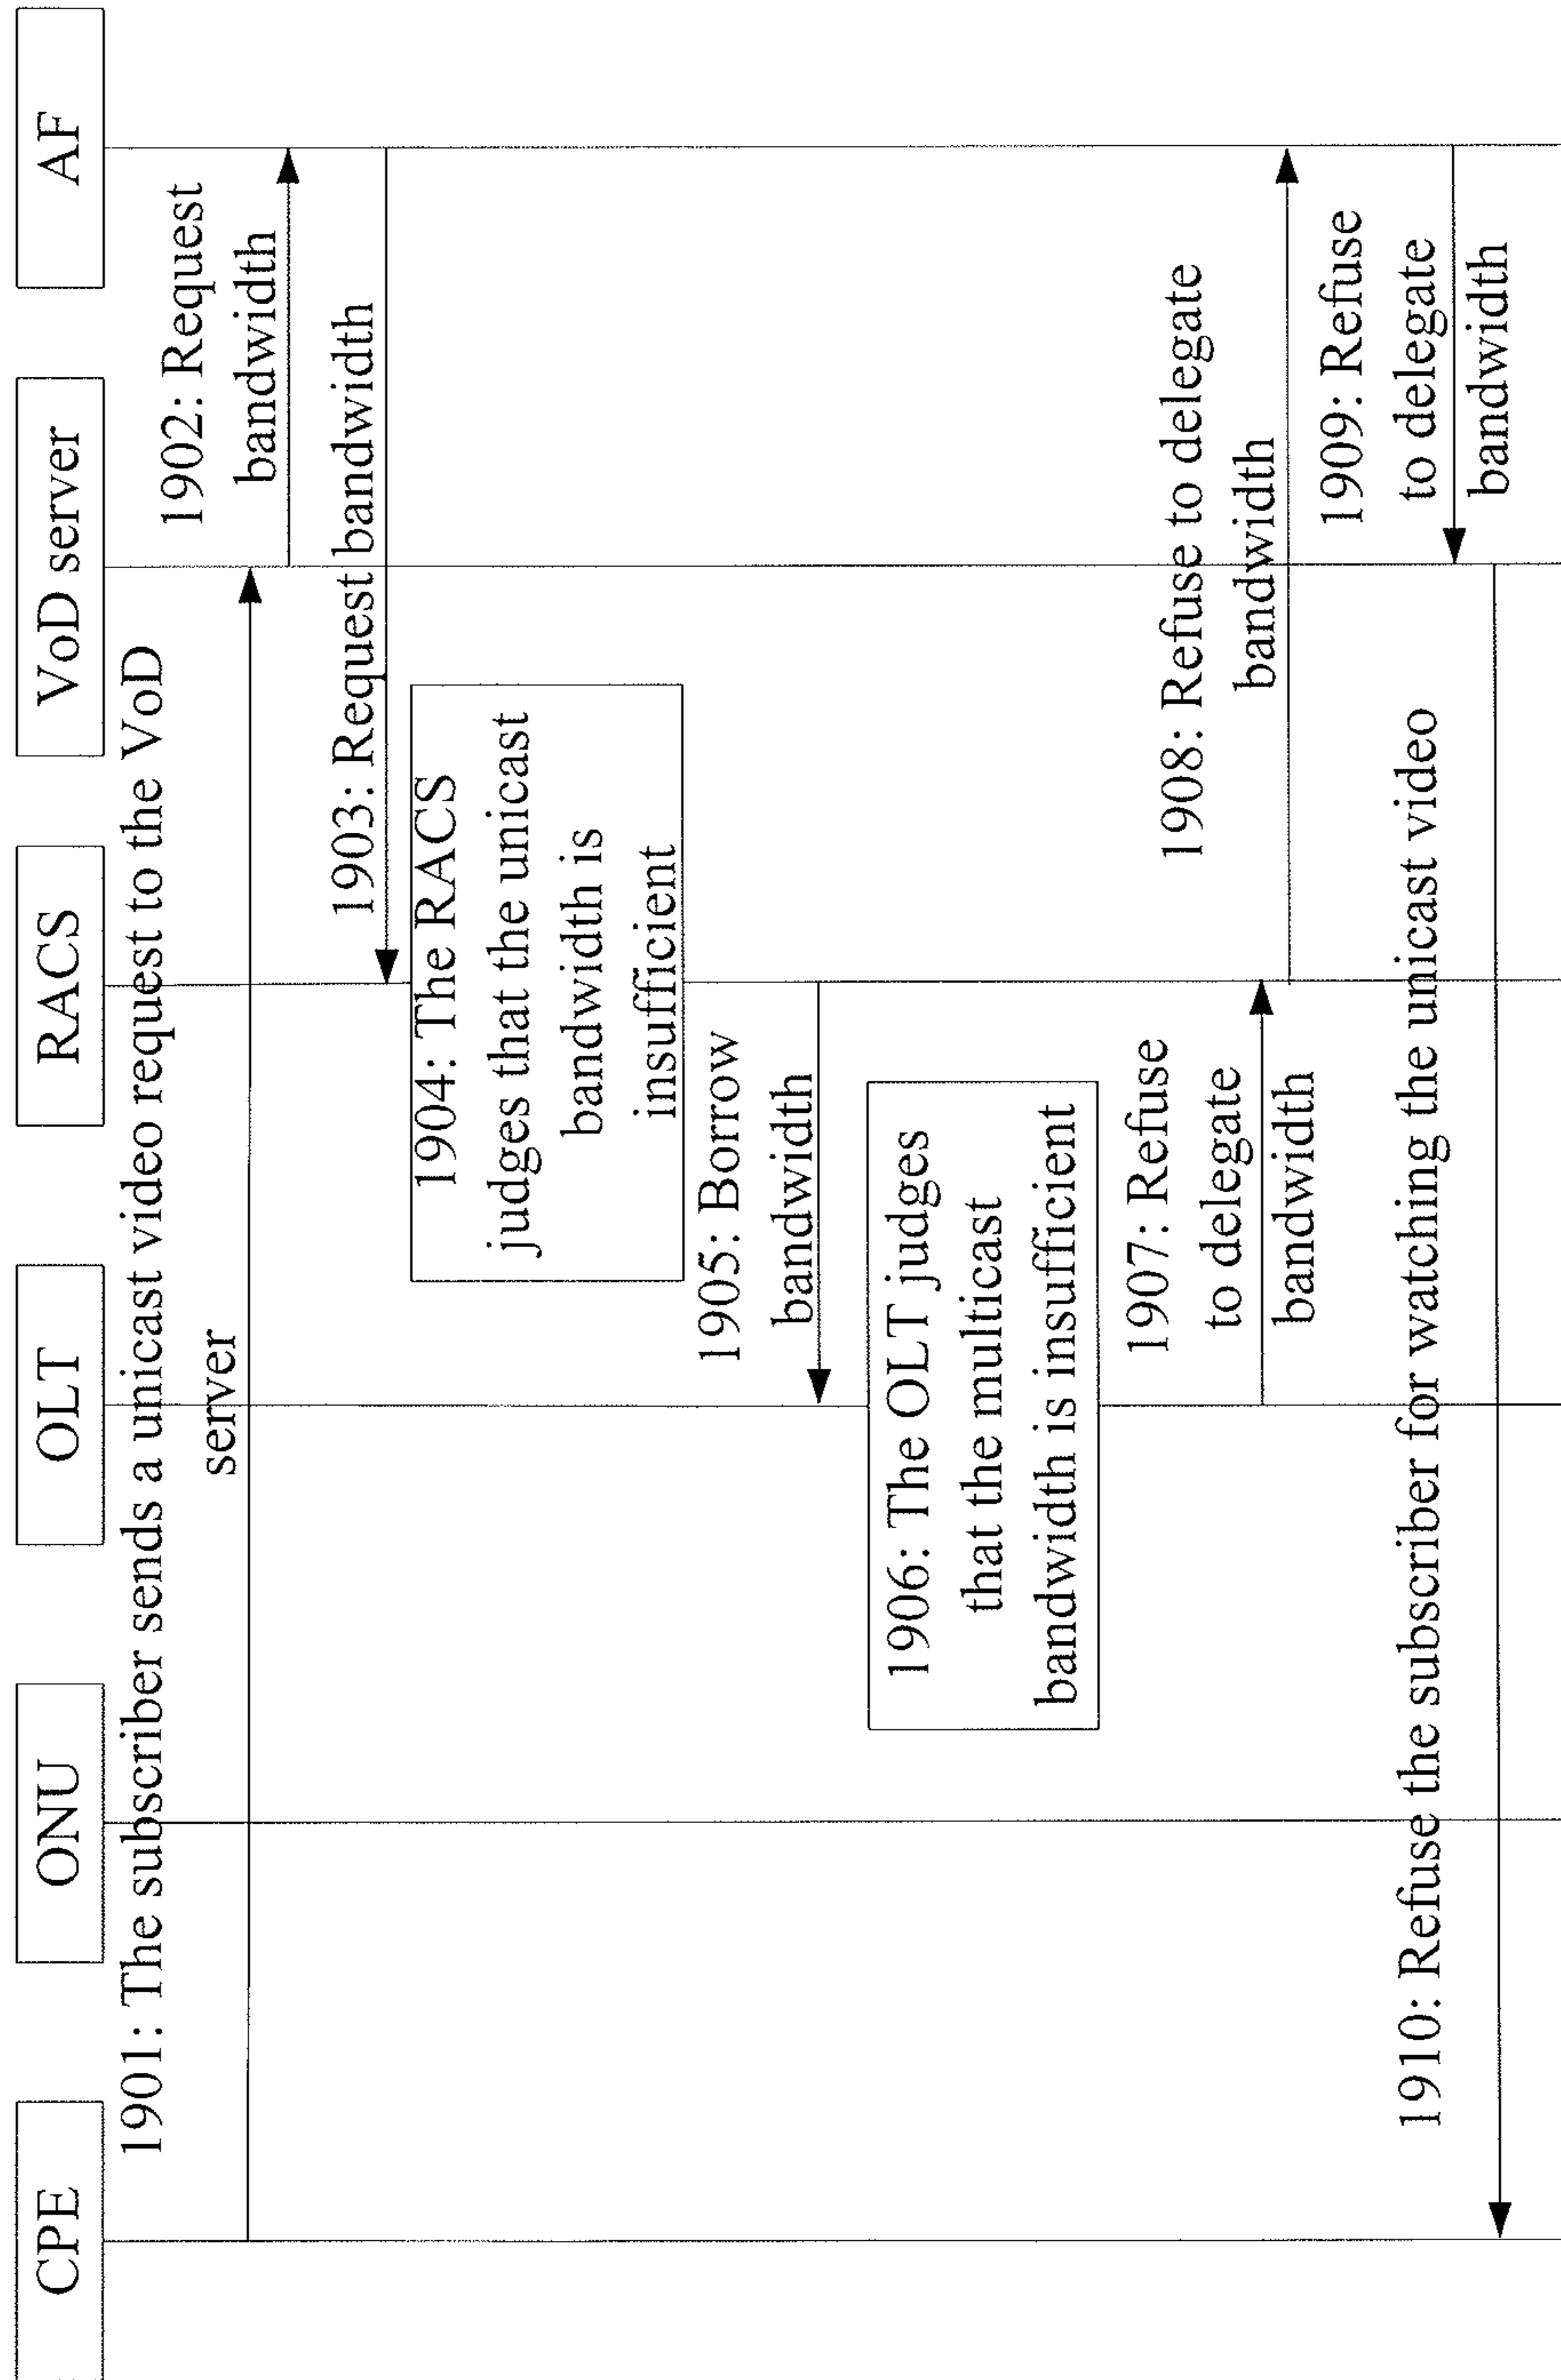 CPE
ONU
OLT
RACS
VoD server
AF
1901: The subscriber sends a unicast video request to the VoD
server
1902: Request
bandwidth
1903: Request bandwidth
1904: The RACS
judges that the unicast
bandwidth is
insufficient
1905: Borrow
bandwidth
1906: The OLT judges
that the multicast
bandwidth is insufficient
1907: Refuse
to delegate
bandwidth
1908: Refuse to delegate
bandwidth
1909: Refuse
to delegate
bandwidth
1910: Refuse the subscriber for watching the unicast video